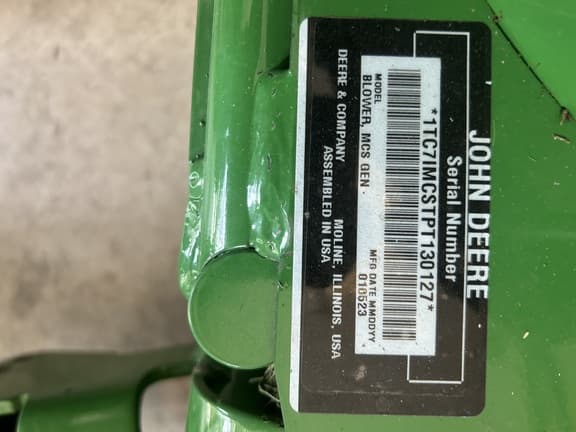 JOHN DEERE
Serial Number
*1TC7IMCSTPT130127*
MODEL
BLOWER, MCS GEN
MFG DATE MMDDYY
010523
DEERE & COMPANY MOLINE, ILLINOIS, USA
ASSEMBLED IN USA